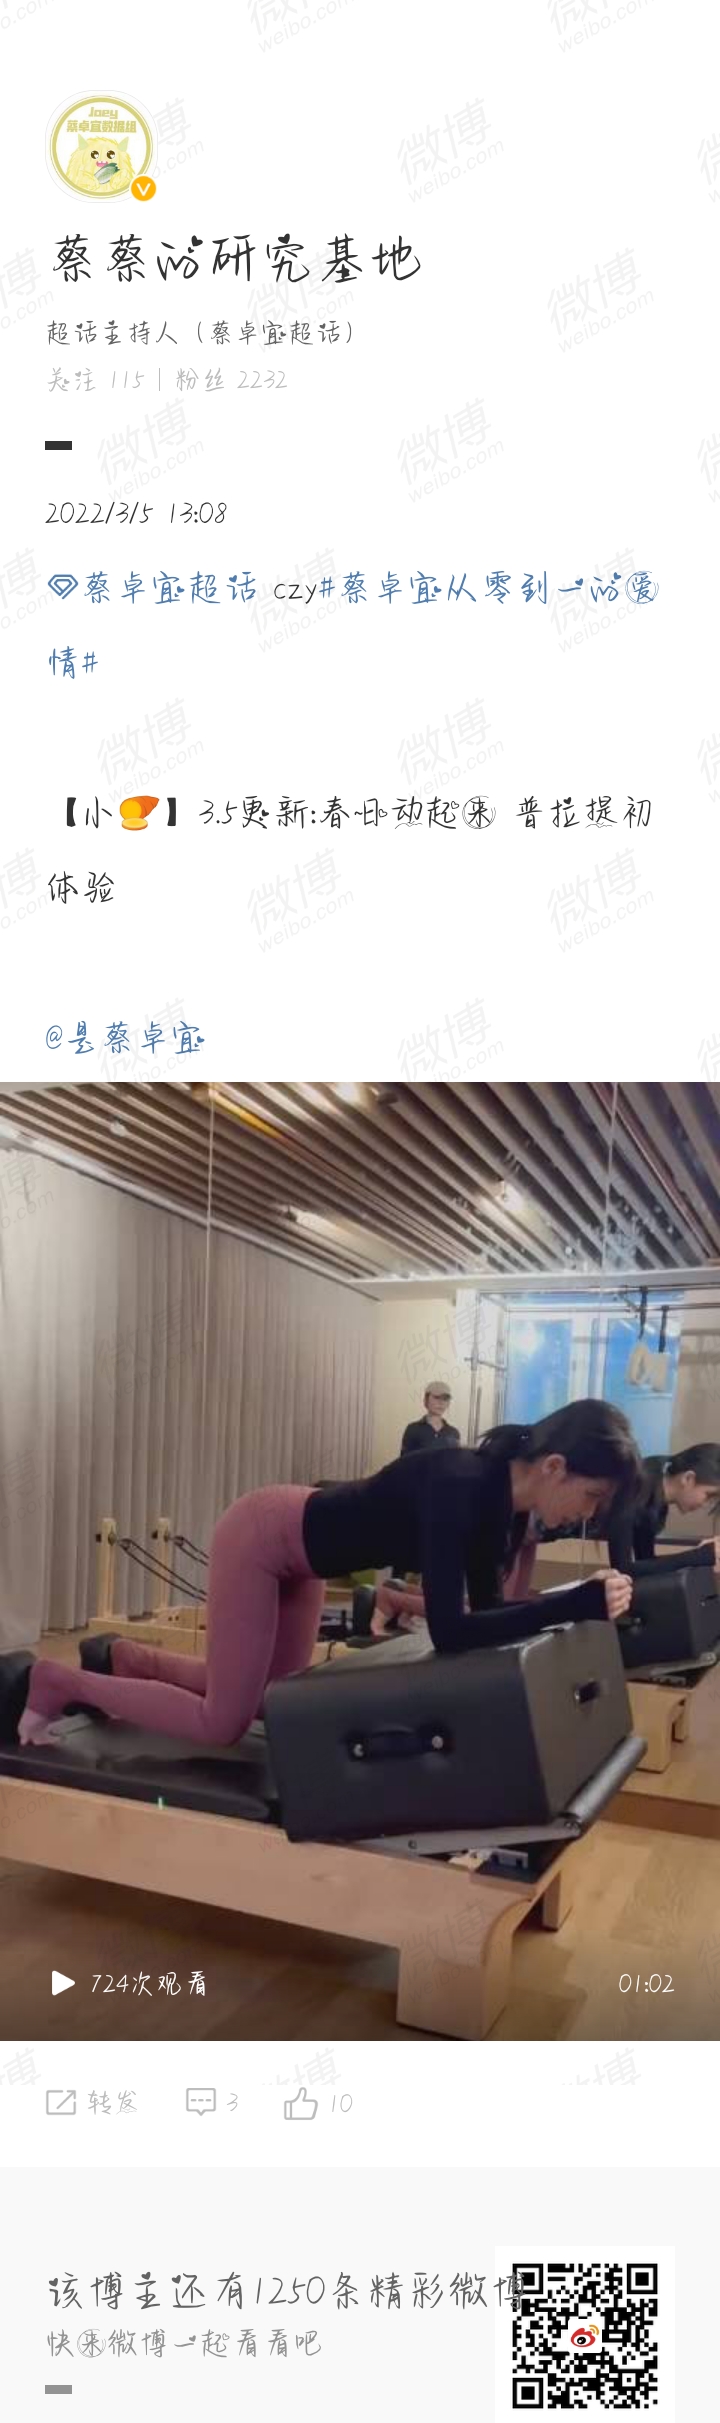 Joey
蔡卓宜数据组
蔡蔡的研究基地
超话主持人（蔡卓宜超话）
关注 115 | 粉丝 2232
2022/3/5 13:08
蔡卓宜超话 czy#蔡卓宜从零到一的爱
情#
【小🍠】3.5更新:春日动起来 普拉提初
体验
@是蔡卓宜
724次观看
01:02
转发
3
10
该博主还有1250条精彩微博
快来微博一起看看吧
微博
weibo.com